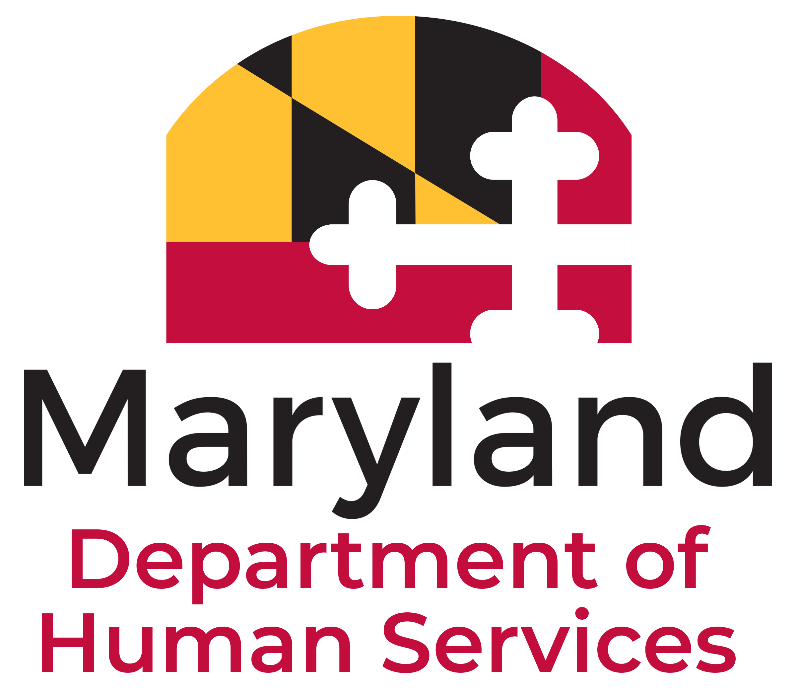 Maryland
Department of
Human Services